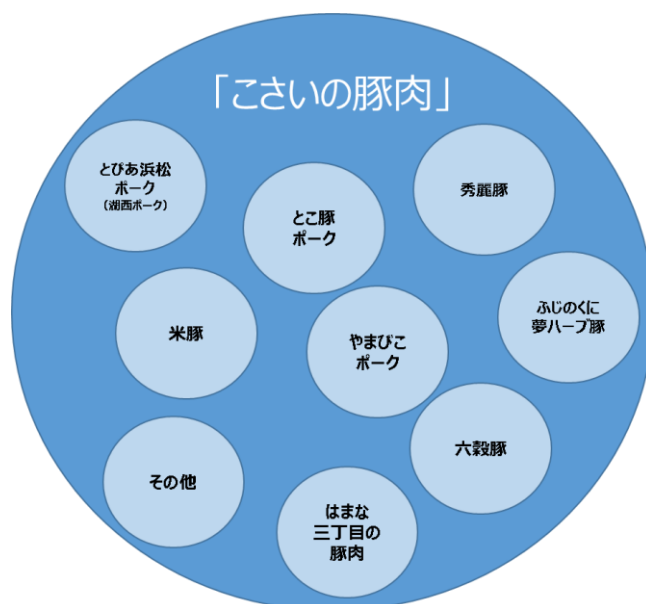 「こさいの豚肉」
とぴあ浜松
ポーク
(湖西ポーク)
とこ豚
ポーク
秀麗豚
米豚
やまびこ
ポーク
ふじのくに
夢ハーブ豚
六穀豚
その他
はまな
三丁目の
豚肉